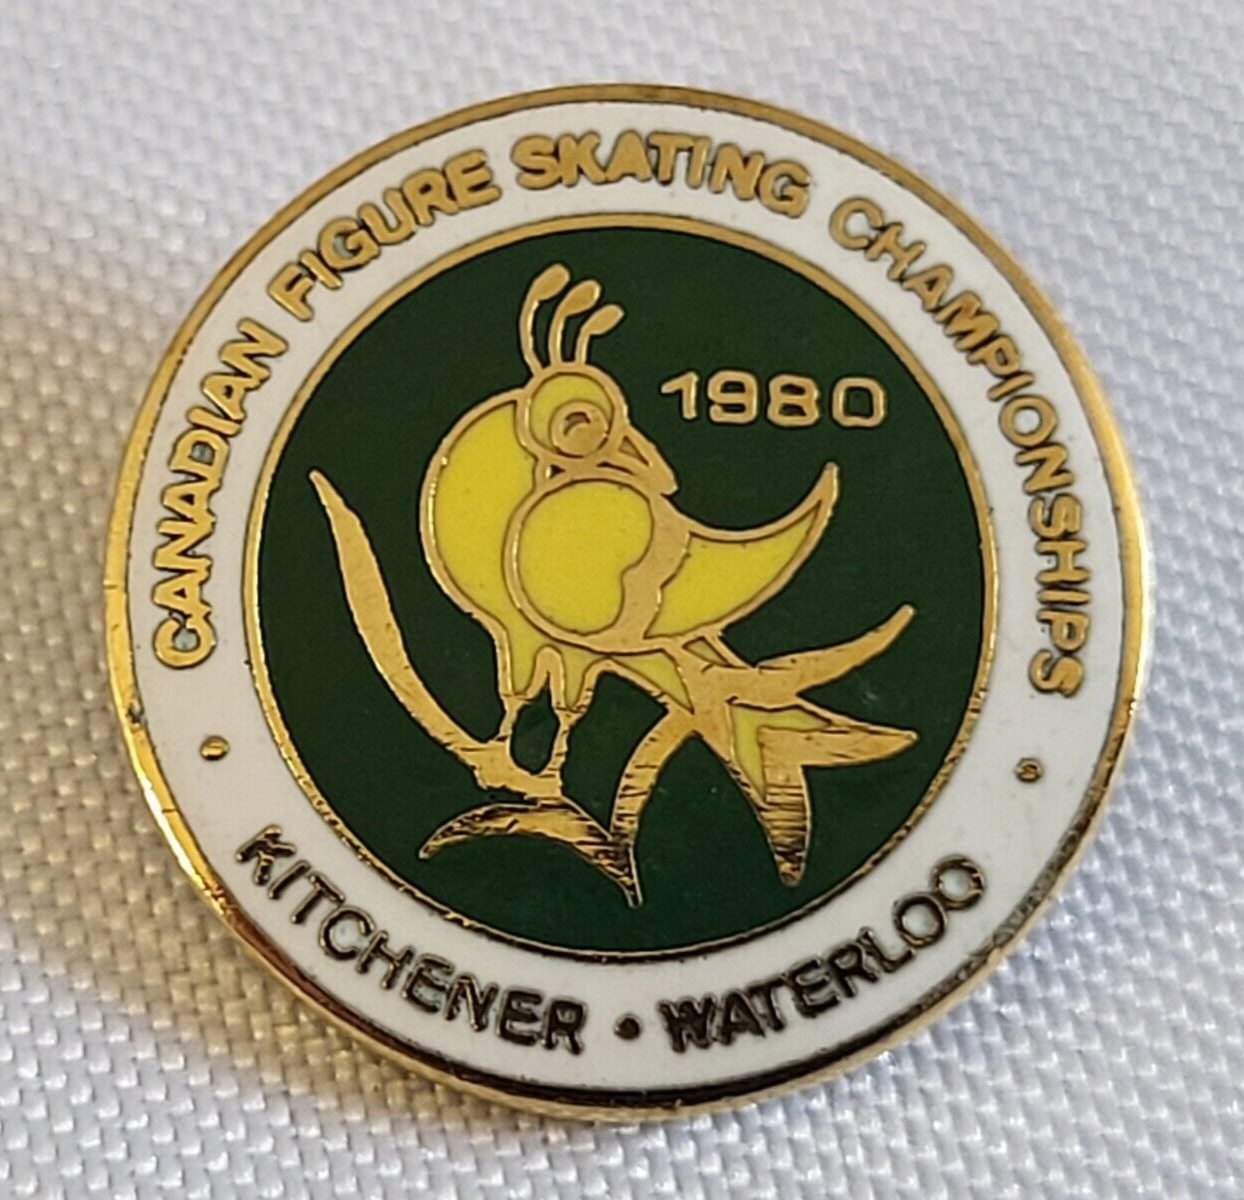 CANADIAN FIGURE SKATING CHAMPIONSHIPS
1980
KITCHENER • WATERLOO